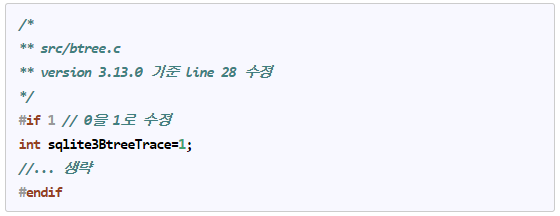 /*
** src/btree.c
** version 3.13.0 기준 line 28 수정
*/
#if 1 // 0을 1로 수정
int sqlite3BtreeTrace=1;
//... 생략
#endif